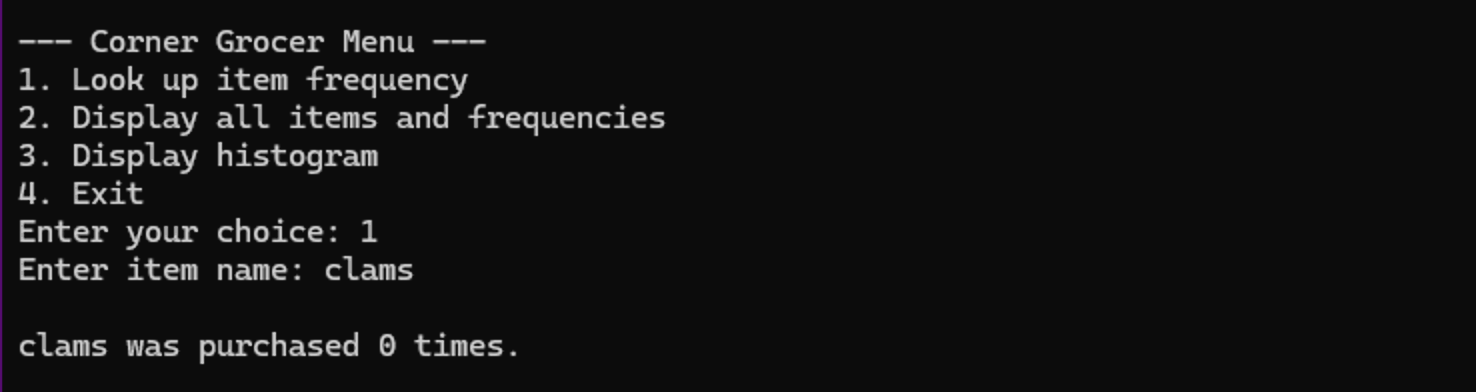 --- Corner Grocer Menu ---
1. Look up item frequency
2. Display all items and frequencies
3. Display histogram
4. Exit
Enter your choice: 1
Enter item name: clams
clams was purchased 0 times.